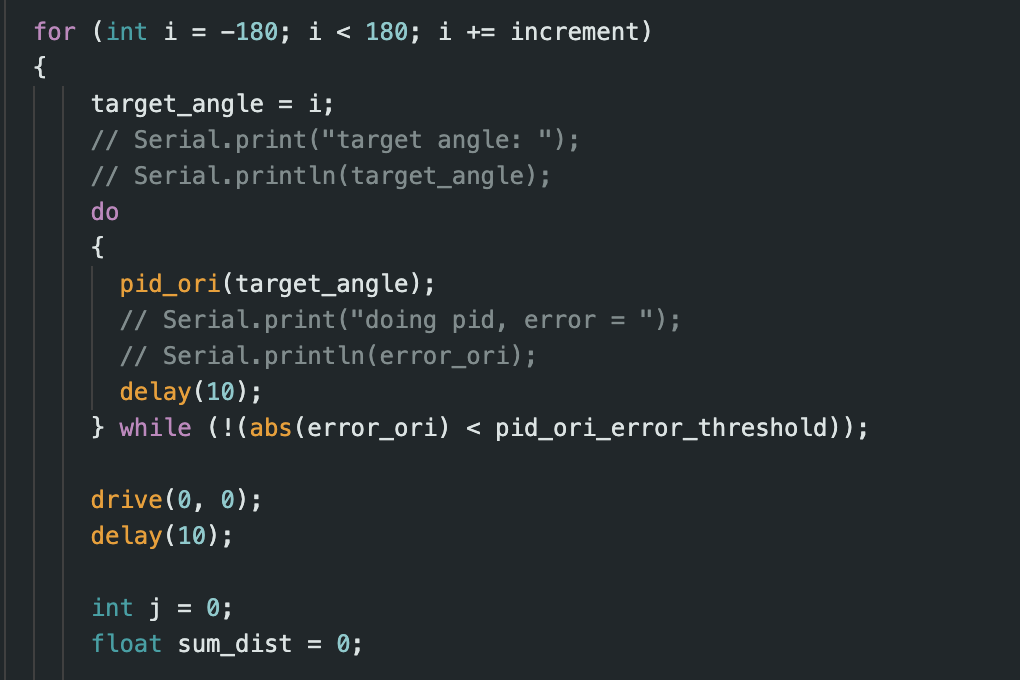 for (int i = -180; i < 180; i += increment)
{
target_angle = i;
// Serial.print("target angle: ");
// Serial.println(target_angle);
do
{
pid_ori(target_angle);
// Serial.print("doing pid, error = ");
// Serial.println(error_ori);
delay(10);
} while (!(abs(error_ori) < pid_ori_error_threshold));
drive(0, 0);
delay(10);
int j = 0;
float sum_dist = 0;